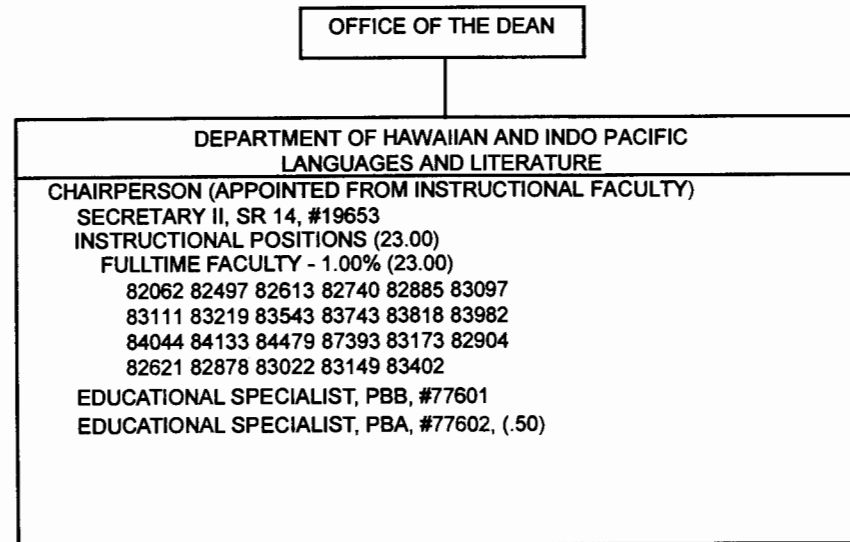 OFFICE OF THE DEAN
DEPARTMENT OF HAWAIIAN AND INDO PACIFIC
LANGUAGES AND LITERATURE
CHAIRPERSON (APPOINTED FROM INSTRUCTIONAL FACULTY)
SECRETARY II, SR 14, #19653
INSTRUCTIONAL POSITIONS (23.00)
FULLTIME FACULTY - 1.00% (23.00)
82062 82497 82613 82740 82885 83097
83111 83219 83543 83743 83818 83982
84044 84133 84479 87393 83173 82904
82621 82878 83022 83149 83402
EDUCATIONAL SPECIALIST, PBB, #77601
EDUCATIONAL SPECIALIST, PBA, #77602, (.50)